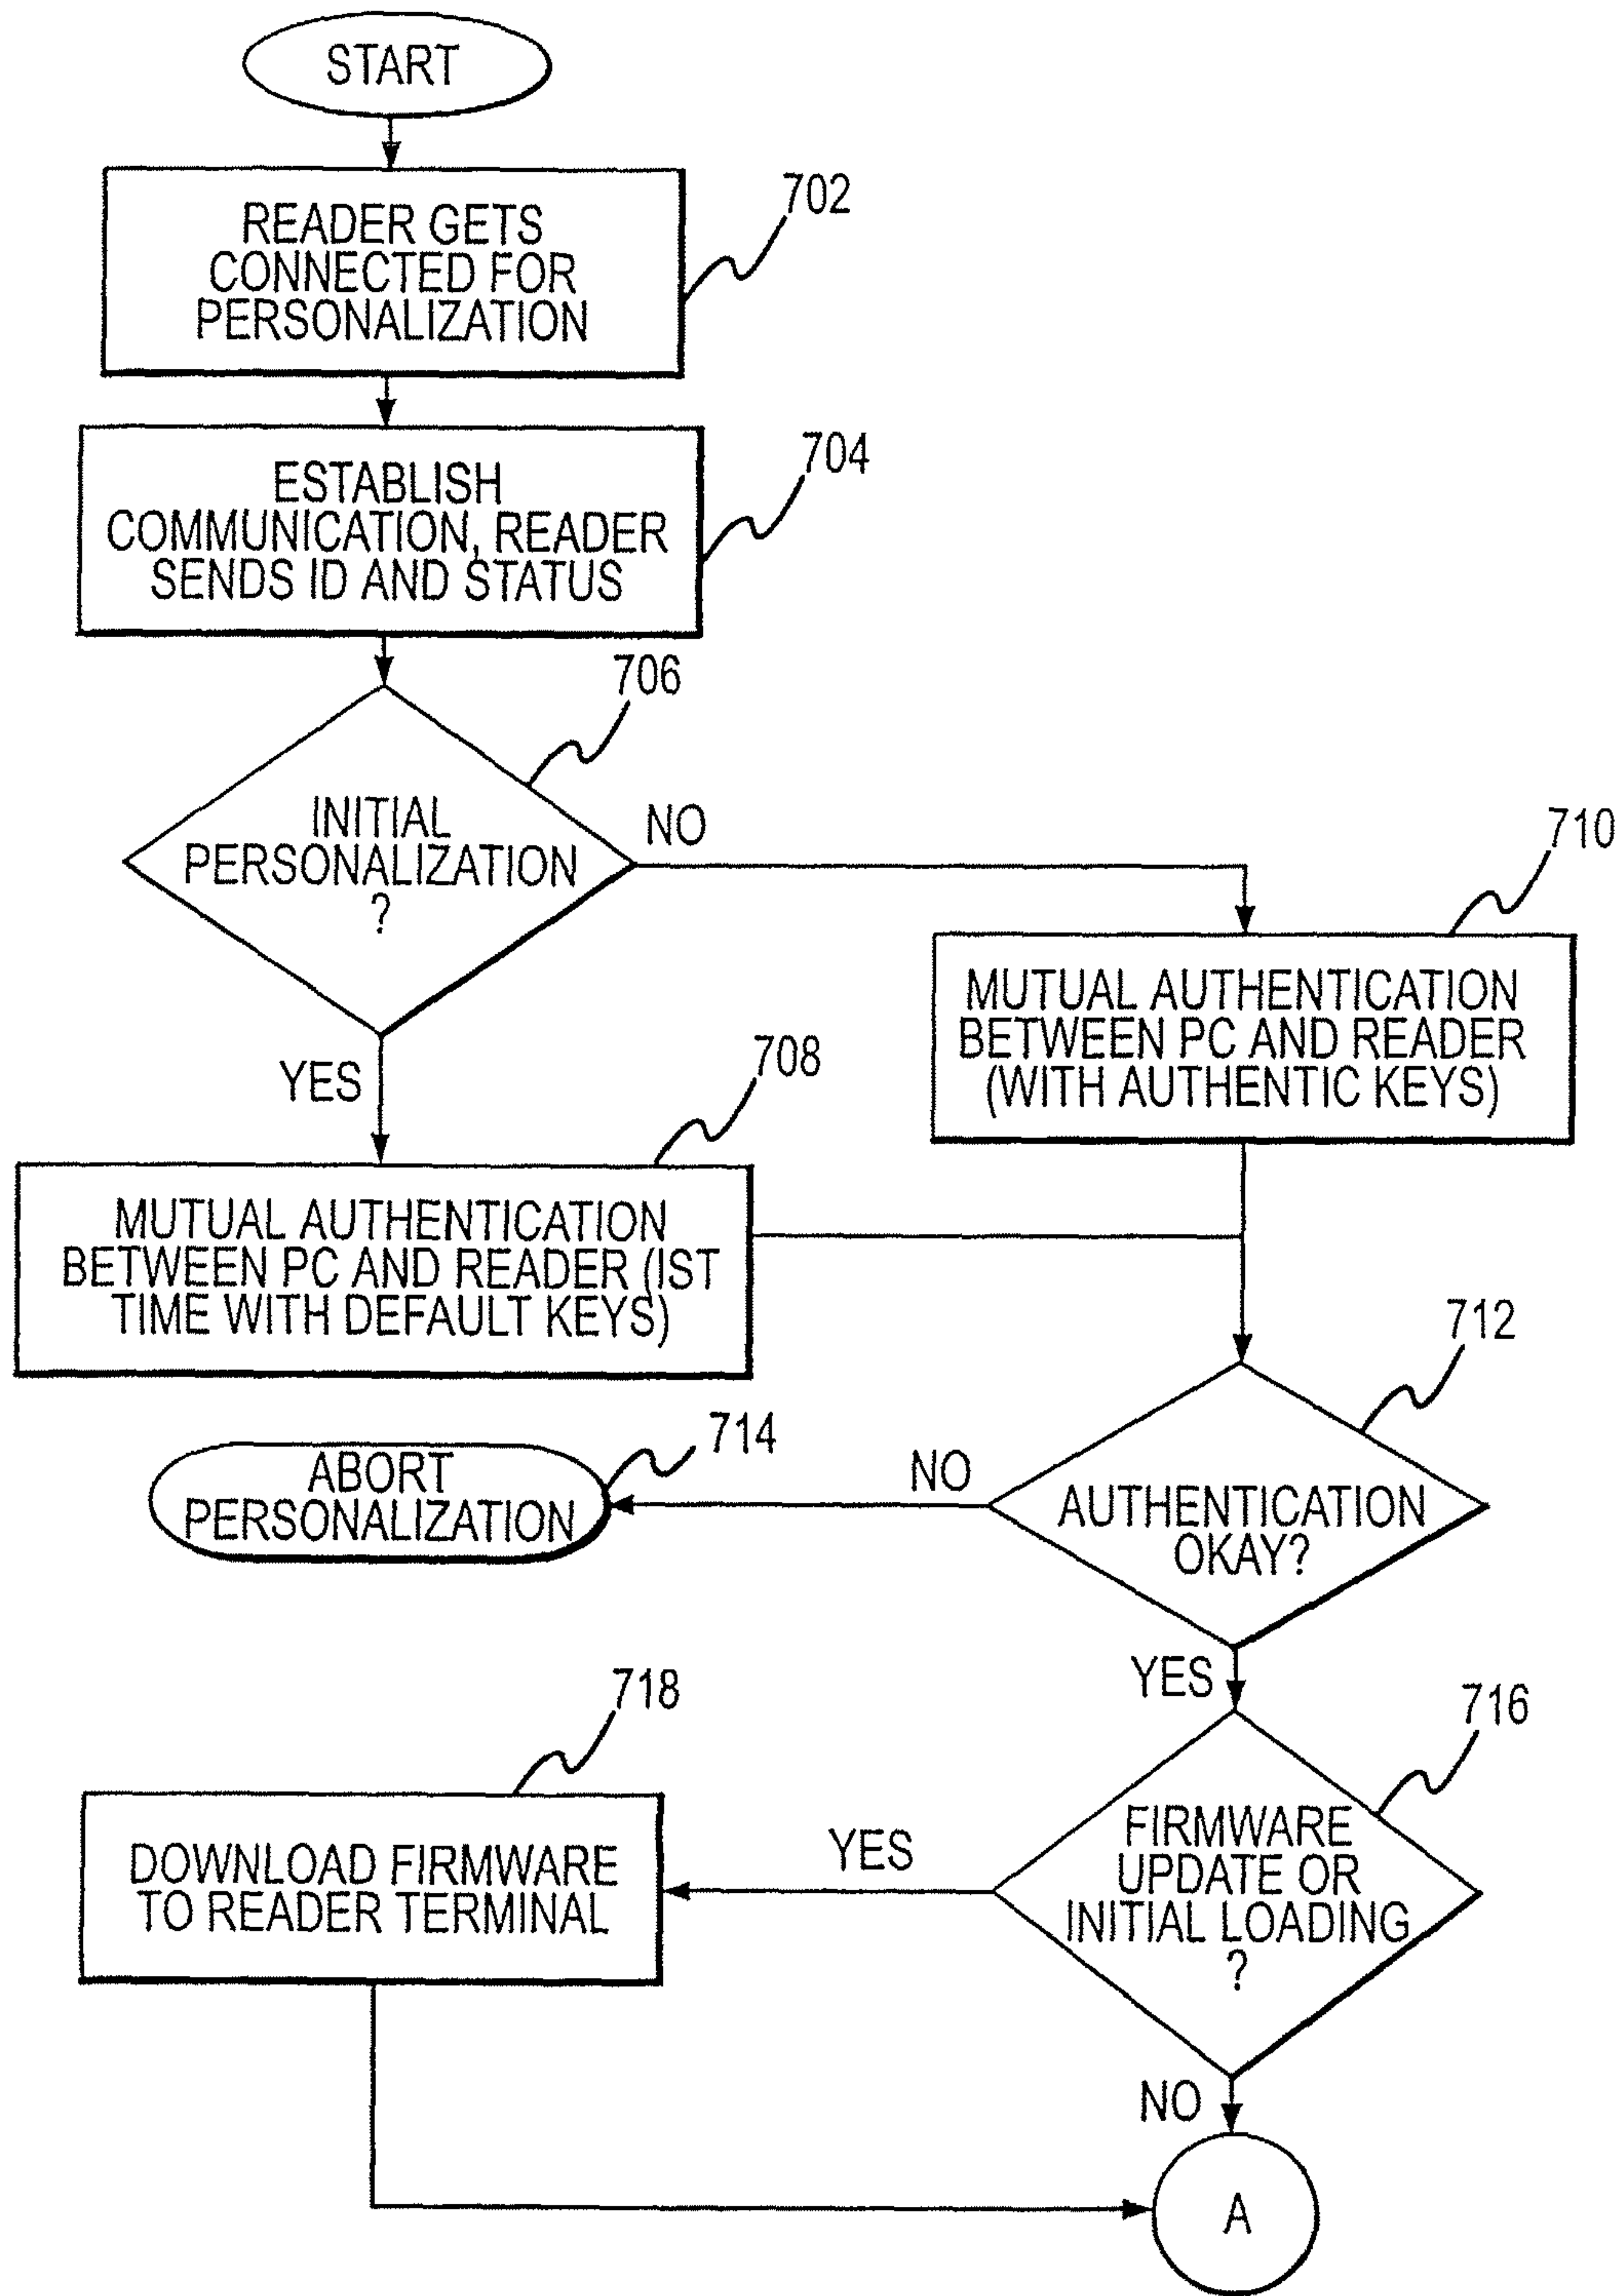 START
702
READER GETS
CONNECTED FOR
PERSONALIZATION
704
ESTABLISH
COMMUNICATION, READER
SENDS ID AND STATUS
706
INITIAL
PERSONALIZATION
?
NO
710
MUTUAL AUTHENTICATION
BETWEEN PC AND READER
(WITH AUTHENTIC KEYS)
YES
708
MUTUAL AUTHENTICATION
BETWEEN PC AND READER (IST
TIME WITH DEFAULT KEYS)
712
714
ABORT
PERSONALIZATION
NO
AUTHENTICATION
OKAY?
YES
718
716
DOWNLOAD FIRMWARE
TO READER TERMINAL
YES
FIRMWARE
UPDATE OR
INITIAL LOADING
?
NO
A